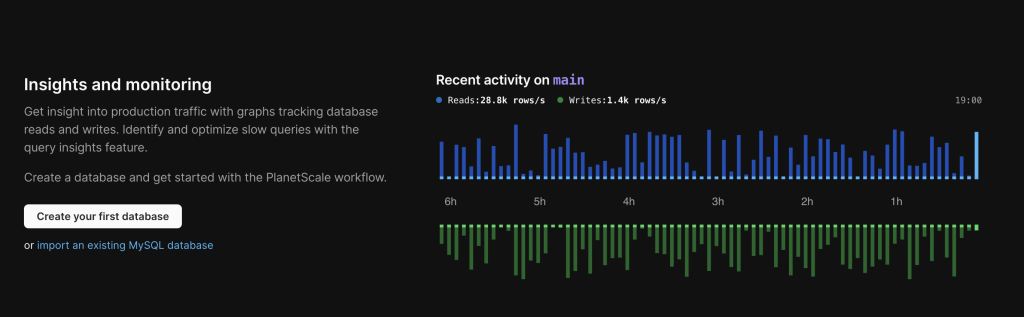 Insights and monitoring
Get insight into production traffic with graphs tracking database
reads and writes. Identify and optimize slow queries with the
query insights feature.
Create a database and get started with the PlanetScale workflow.
Create your first database
or import an existing MySQL database
Recent activity on main
Reads:28.8k rows/s Writes:1.4k rows/s 19:00
6h 5h 4h 3h 2h 1h